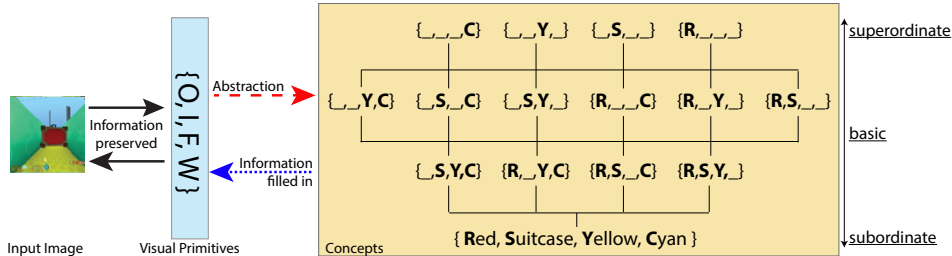 {_,_,_,C} {_,_,Y,_} {_,S,_,_} {R,_,_,_}
superordinate
Abstraction
{O, I, F, W}
{_,_,Y,C} {_,S,_,C} {_,S,Y,_} {R,_,_,C} {R,_,Y,_} {R,S,_,_}
Information
preserved
basic
Information
filled in
{_,S,Y,C} {R,_,Y,C} {R,S,_,C} {R,S,Y,_}
{ Red, Suitcase, Yellow, Cyan }
Input Image
Visual Primitives
Concepts
subordinate